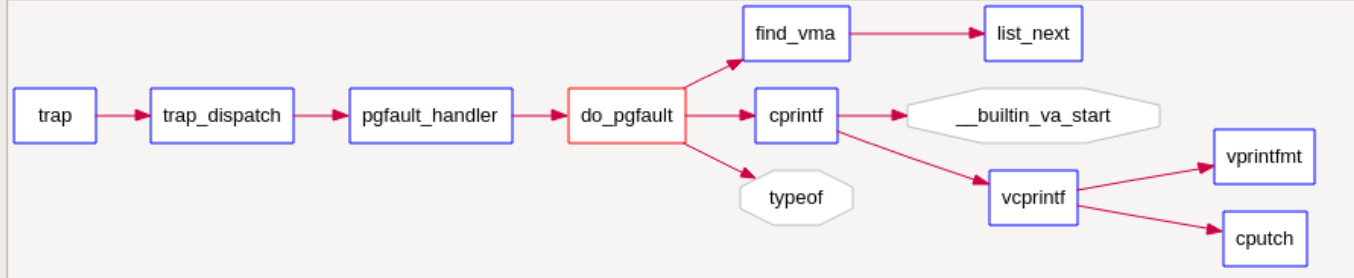 find_vma
list_next
trap
trap_dispatch
pgfault_handler
do_pgfault
cprintf
__builtin_va_start
vprintfmt
typeof
vcprintf
cputch